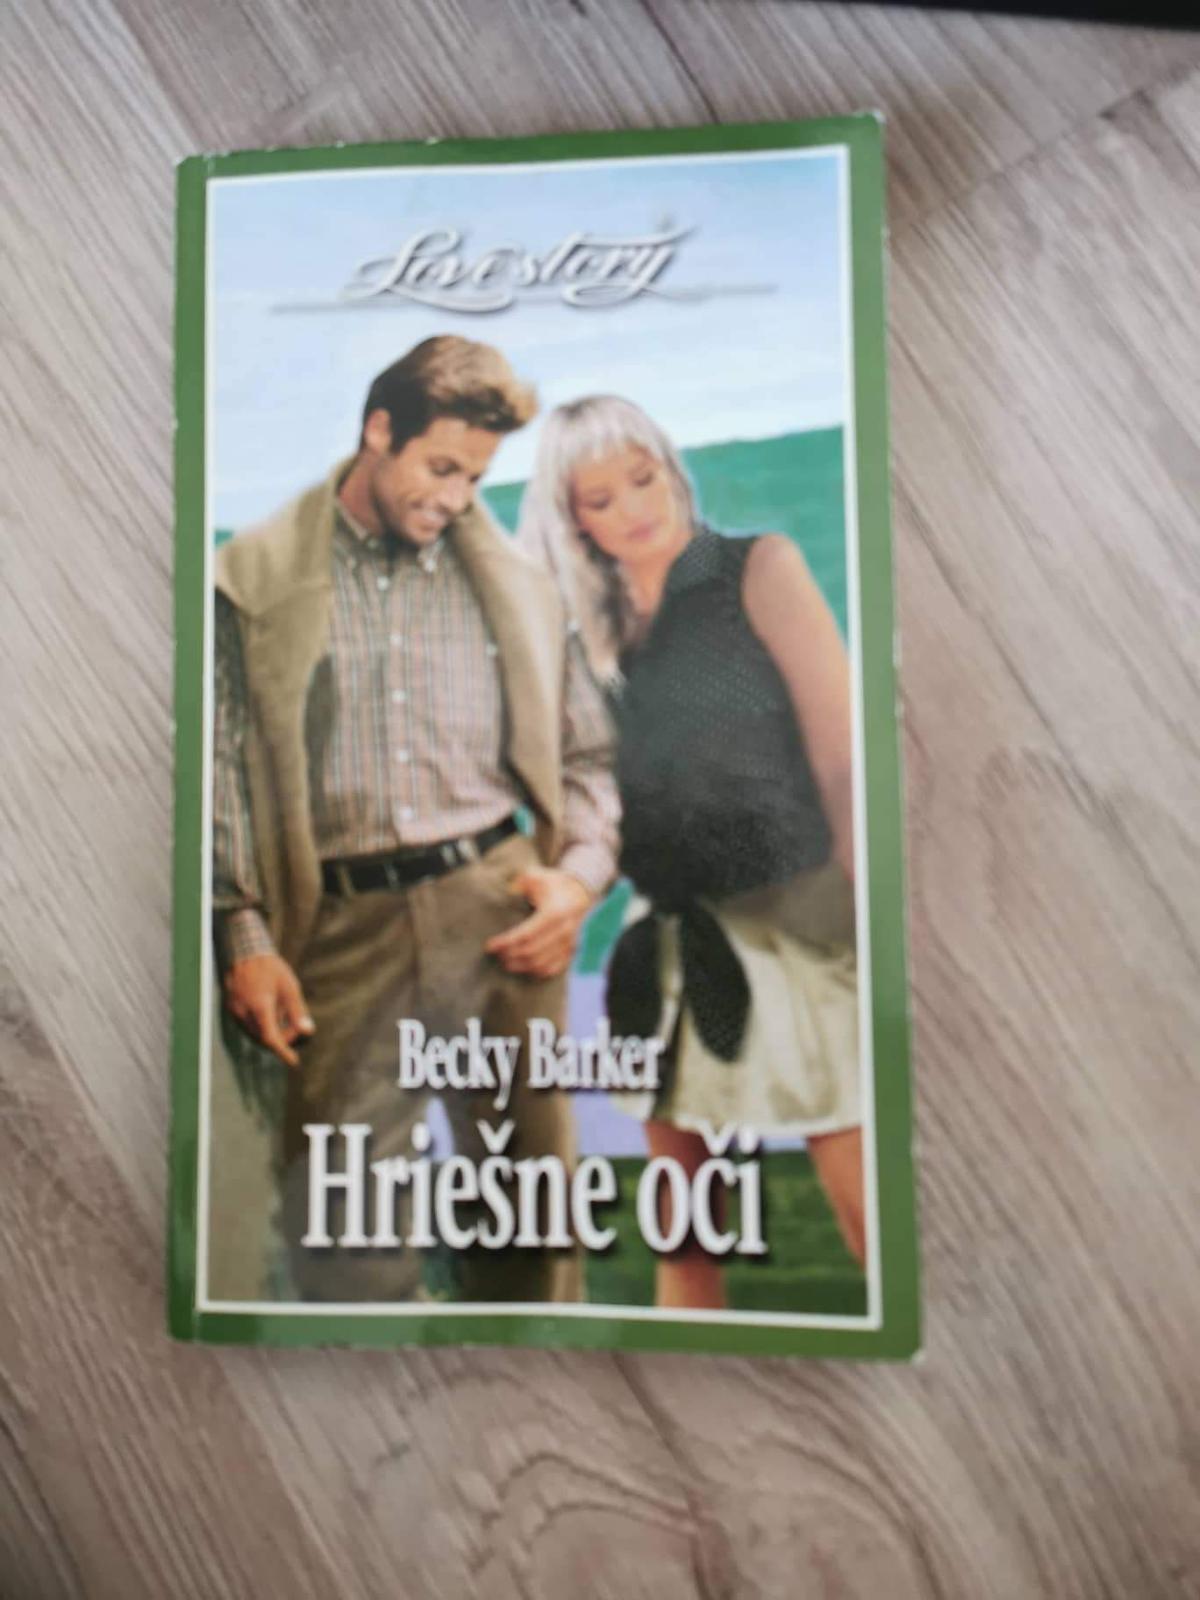 Love story
Becky Barker
Hriešne oči